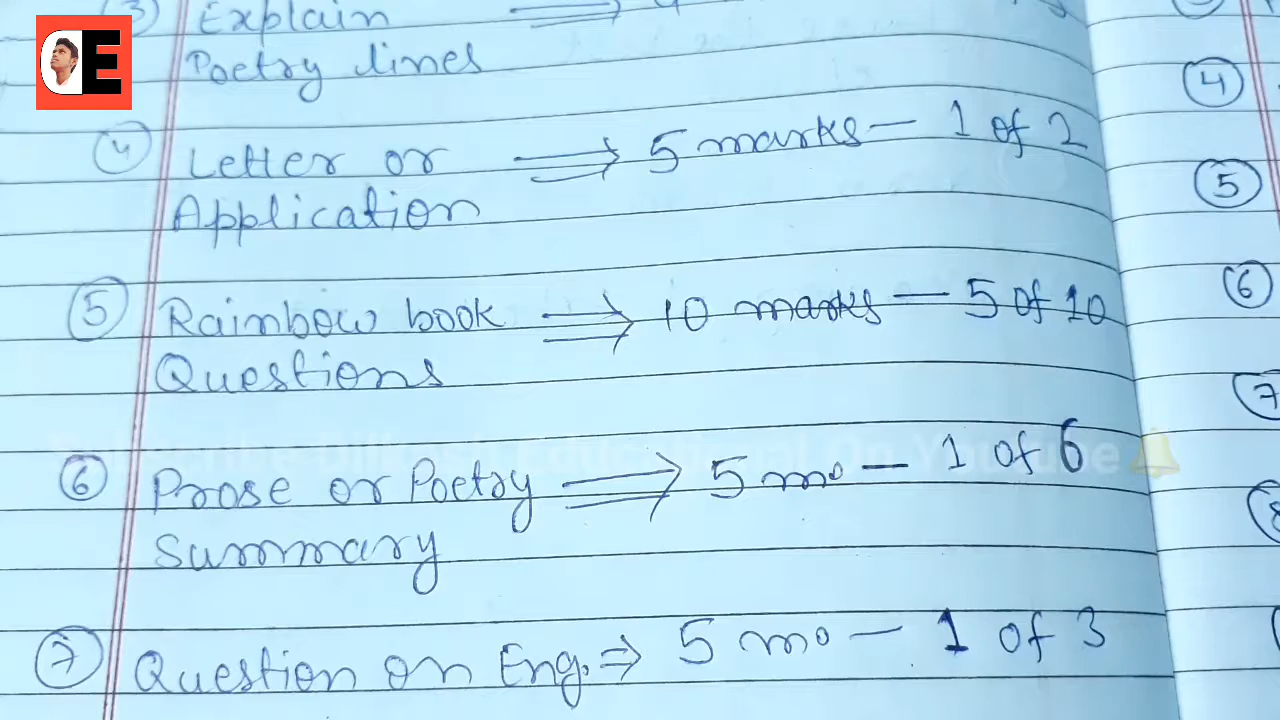 ③ Explain ⇒
Poetry lines
④ Letter or ⇒ 5 marks — 1 of 2
Application
⑤ Rainbow book ⇒ 10 marks — 5 of 10
Questions
⑥ Prose or Poetry ⇒ 5 mo — 1 of 6
Summary
⑦ Question on Eng. ⇒ 5 mo — 1 of 3
④
⑤
⑥
⑦
E